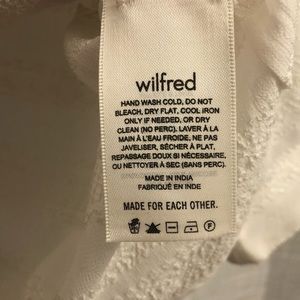 wilfred
HAND WASH COLD, DO NOT
BLEACH, DRY FLAT, COOL IRON
ONLY IF NEEDED, OR DRY
CLEAN (NO PERC). LAVER À LA
MAIN À L'EAU FROIDE, NE PAS
JAVELISER, SÉCHER À PLAT,
REPASSAGE DOUX SI NÉCESSAIRE,
OU NETTOYER À SEC (SANS PERC).
MADE IN INDIA
FABRIQUÉ EN INDE
MADE FOR EACH OTHER.
F